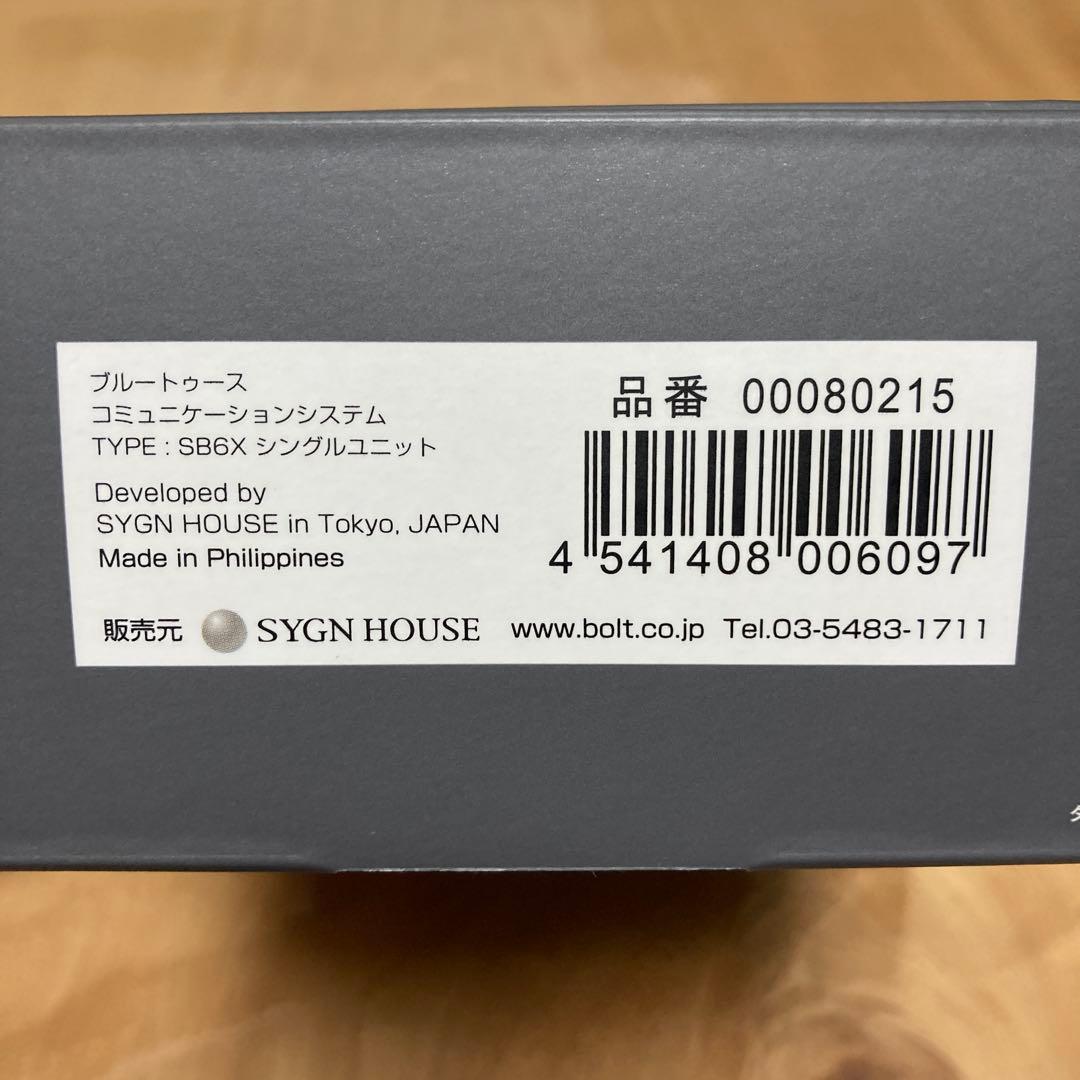 ブルートゥース
コミュニケーションシステム
TYPE : SB6X シングルユニット
Developed by
SYGN HOUSE in Tokyo, JAPAN
Made in Philippines
品番 00080215
4 541408 006097
販売元 SYGN HOUSE www.bolt.co.jp Tel.03-5483-1711